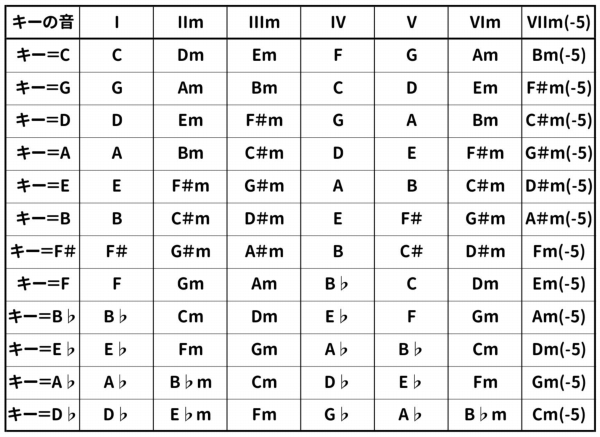 キーの音 I IIm IIIm IV V VIm VIIm(-5)
キー＝C C Dm Em F G Am Bm(-5)
キー＝G G Am Bm C D Em F#m(-5)
キー＝D D Em F#m G A Bm C#m(-5)
キー＝A A Bm C#m D E F#m G#m(-5)
キー＝E E F#m G#m A B C#m D#m(-5)
キー＝B B C#m D#m E F# G#m A#m(-5)
キー＝F# F# G#m A#m B C# D#m Fm(-5)
キー＝F F Gm Am B♭ C Dm Em(-5)
キー＝B♭ B♭ Cm Dm E♭ F Gm Am(-5)
キー＝E♭ E♭ Fm Gm A♭ B♭ Cm Dm(-5)
キー＝A♭ A♭ B♭m Cm D♭ E♭ Fm Gm(-5)
キー＝D♭ D♭ E♭m Fm G♭ A♭ B♭m Cm(-5)